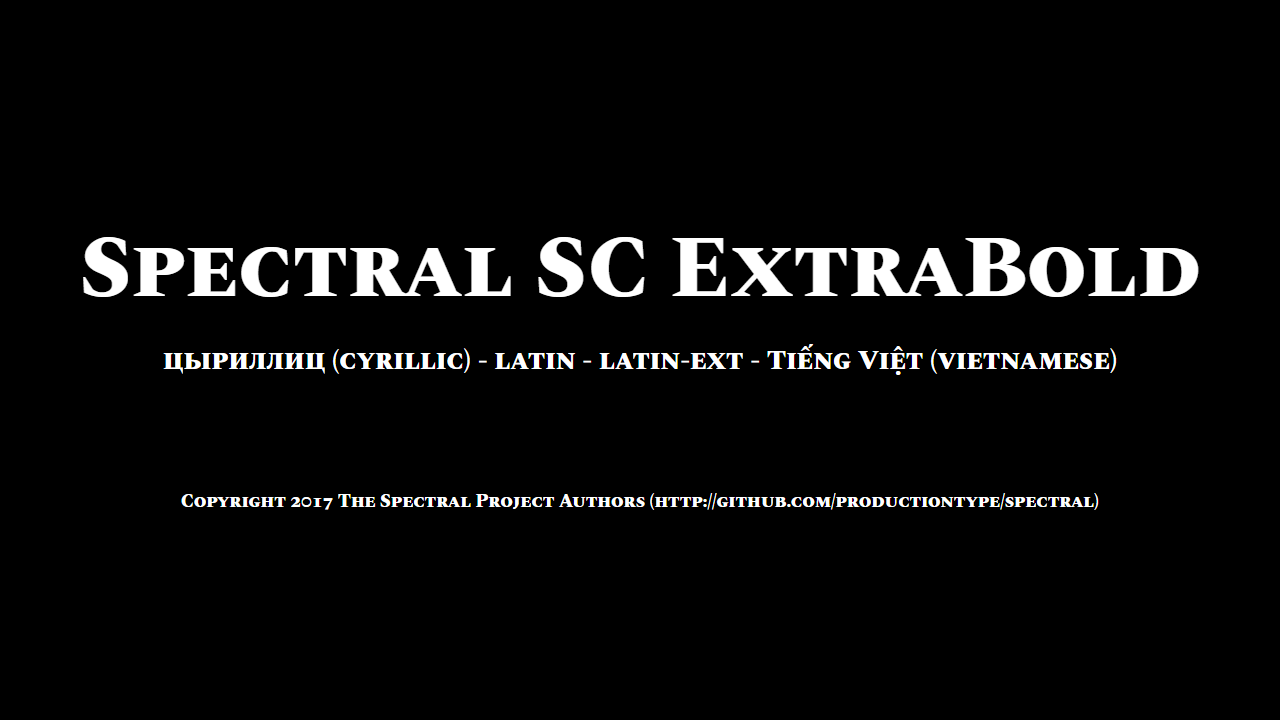 Spectral SC ExtraBold
цыриллиц (cyrillic) - latin - latin-ext - Tiếng Việt (vietnamese)
Copyright 2017 The Spectral Project Authors (http://github.com/productiontype/spectral)